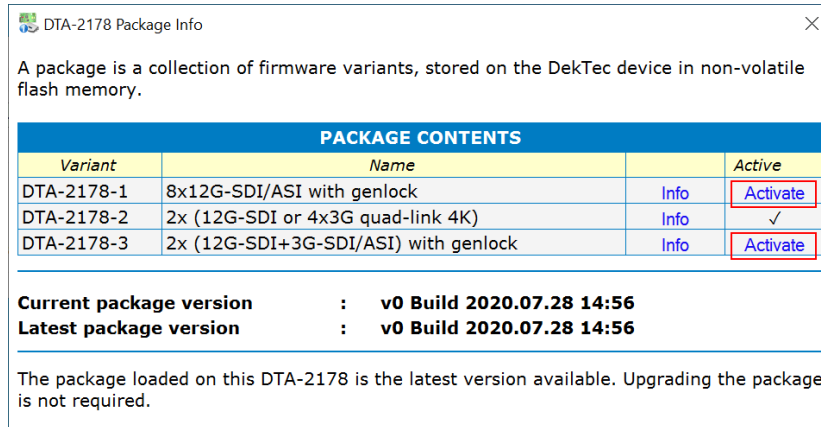 DTA-2178 Package Info
A package is a collection of firmware variants, stored on the DekTec device in non-volatile
flash memory.
PACKAGE CONTENTS
Variant Name Active
DTA-2178-1 8x12G-SDI/ASI with genlock Info Activate
DTA-2178-2 2x (12G-SDI or 4x3G quad-link 4K) Info ✓
DTA-2178-3 2x (12G-SDI+3G-SDI/ASI) with genlock Info Activate
Current package version : v0 Build 2020.07.28 14:56
Latest package version : v0 Build 2020.07.28 14:56
The package loaded on this DTA-2178 is the latest version available. Upgrading the package
is not required.